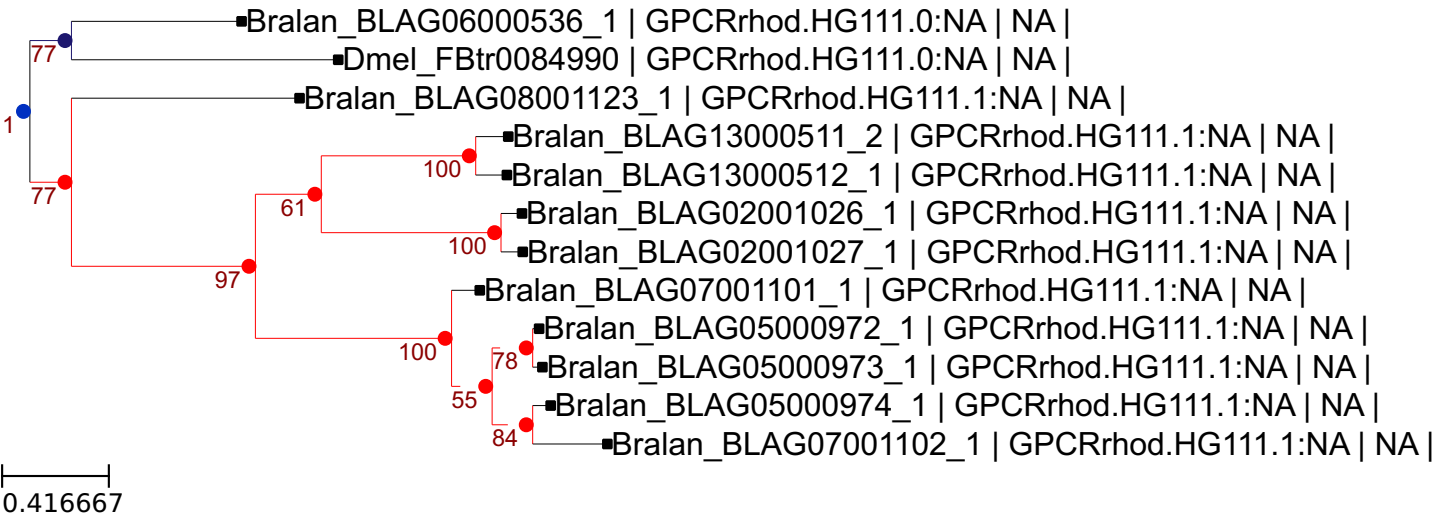 Bralan_BLAG06000536_1 | GPCRrhod.HG111.0:NA | NA |
77
Dmel_FBtr0084990 | GPCRrhod.HG111.0:NA | NA |
Bralan_BLAG08001123_1 | GPCRrhod.HG111.1:NA | NA |
1
Bralan_BLAG13000511_2 | GPCRrhod.HG111.1:NA | NA |
100
Bralan_BLAG13000512_1 | GPCRrhod.HG111.1:NA | NA |
77
61
Bralan_BLAG02001026_1 | GPCRrhod.HG111.1:NA | NA |
100
Bralan_BLAG02001027_1 | GPCRrhod.HG111.1:NA | NA |
97
Bralan_BLAG07001101_1 | GPCRrhod.HG111.1:NA | NA |
Bralan_BLAG05000972_1 | GPCRrhod.HG111.1:NA | NA |
100
78
Bralan_BLAG05000973_1 | GPCRrhod.HG111.1:NA | NA |
55
Bralan_BLAG05000974_1 | GPCRrhod.HG111.1:NA | NA |
84
Bralan_BLAG07001102_1 | GPCRrhod.HG111.1:NA | NA |
0.416667